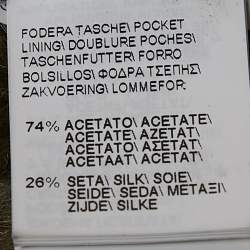 FODERA TASCHE\ POCKET
LINING\ DOUBLURE POCHES\
TASCHENFUTTER\ FORRO
BOLSILLOS\ ΦΟΔΡΑ ΤΣΕΠΗΣ\
ZAKVOERING\ LOMMEFOR:
74% ACETATO\ ACETATE\
ACETATE\ AZETAT\
ACETATO\ ΑΣΕΤΑΤ\
ACETAAT\ ACETAT\
26% SETA\ SILK\ SOIE\
SEIDE\ SEDA\ ΜΕΤΑΞΙ\
ZIJDE\ SILKE